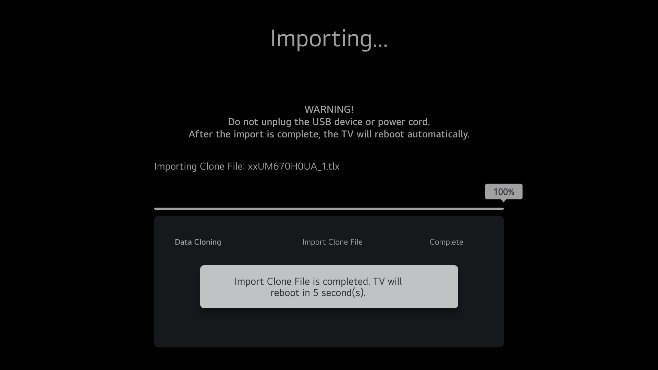 Importing...
WARNING!
Do not unplug the USB device or power cord.
After the import is complete, the TV will reboot automatically.
Importing Clone File: xxUM670H0UA_1.tlx
100%
Data Cloning Import Clone File Complete
Import Clone File is completed. TV will
reboot in 5 second(s).